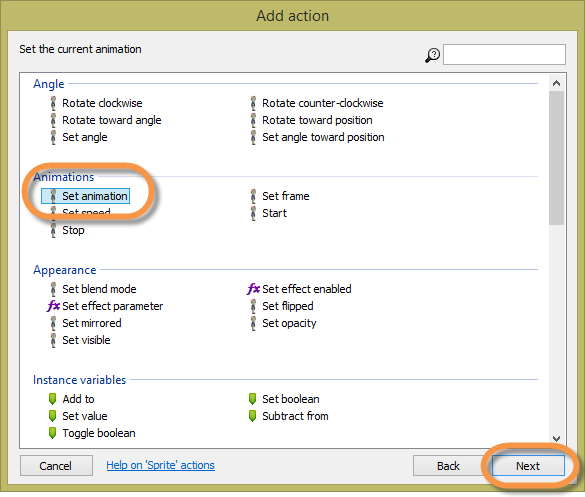 Add action
Set the current animation
Angle
Rotate clockwise Rotate counter-clockwise
Rotate toward angle Rotate toward position
Set angle Set angle toward position
Animations
Set animation Set frame
Set speed Start
Stop
Appearance
Set blend mode fx Set effect enabled
fx Set effect parameter Set flipped
Set mirrored Set opacity
Set visible
Instance variables
Add to Set boolean
Set value Subtract from
Toggle boolean
Cancel Help on 'Sprite' actions Back Next